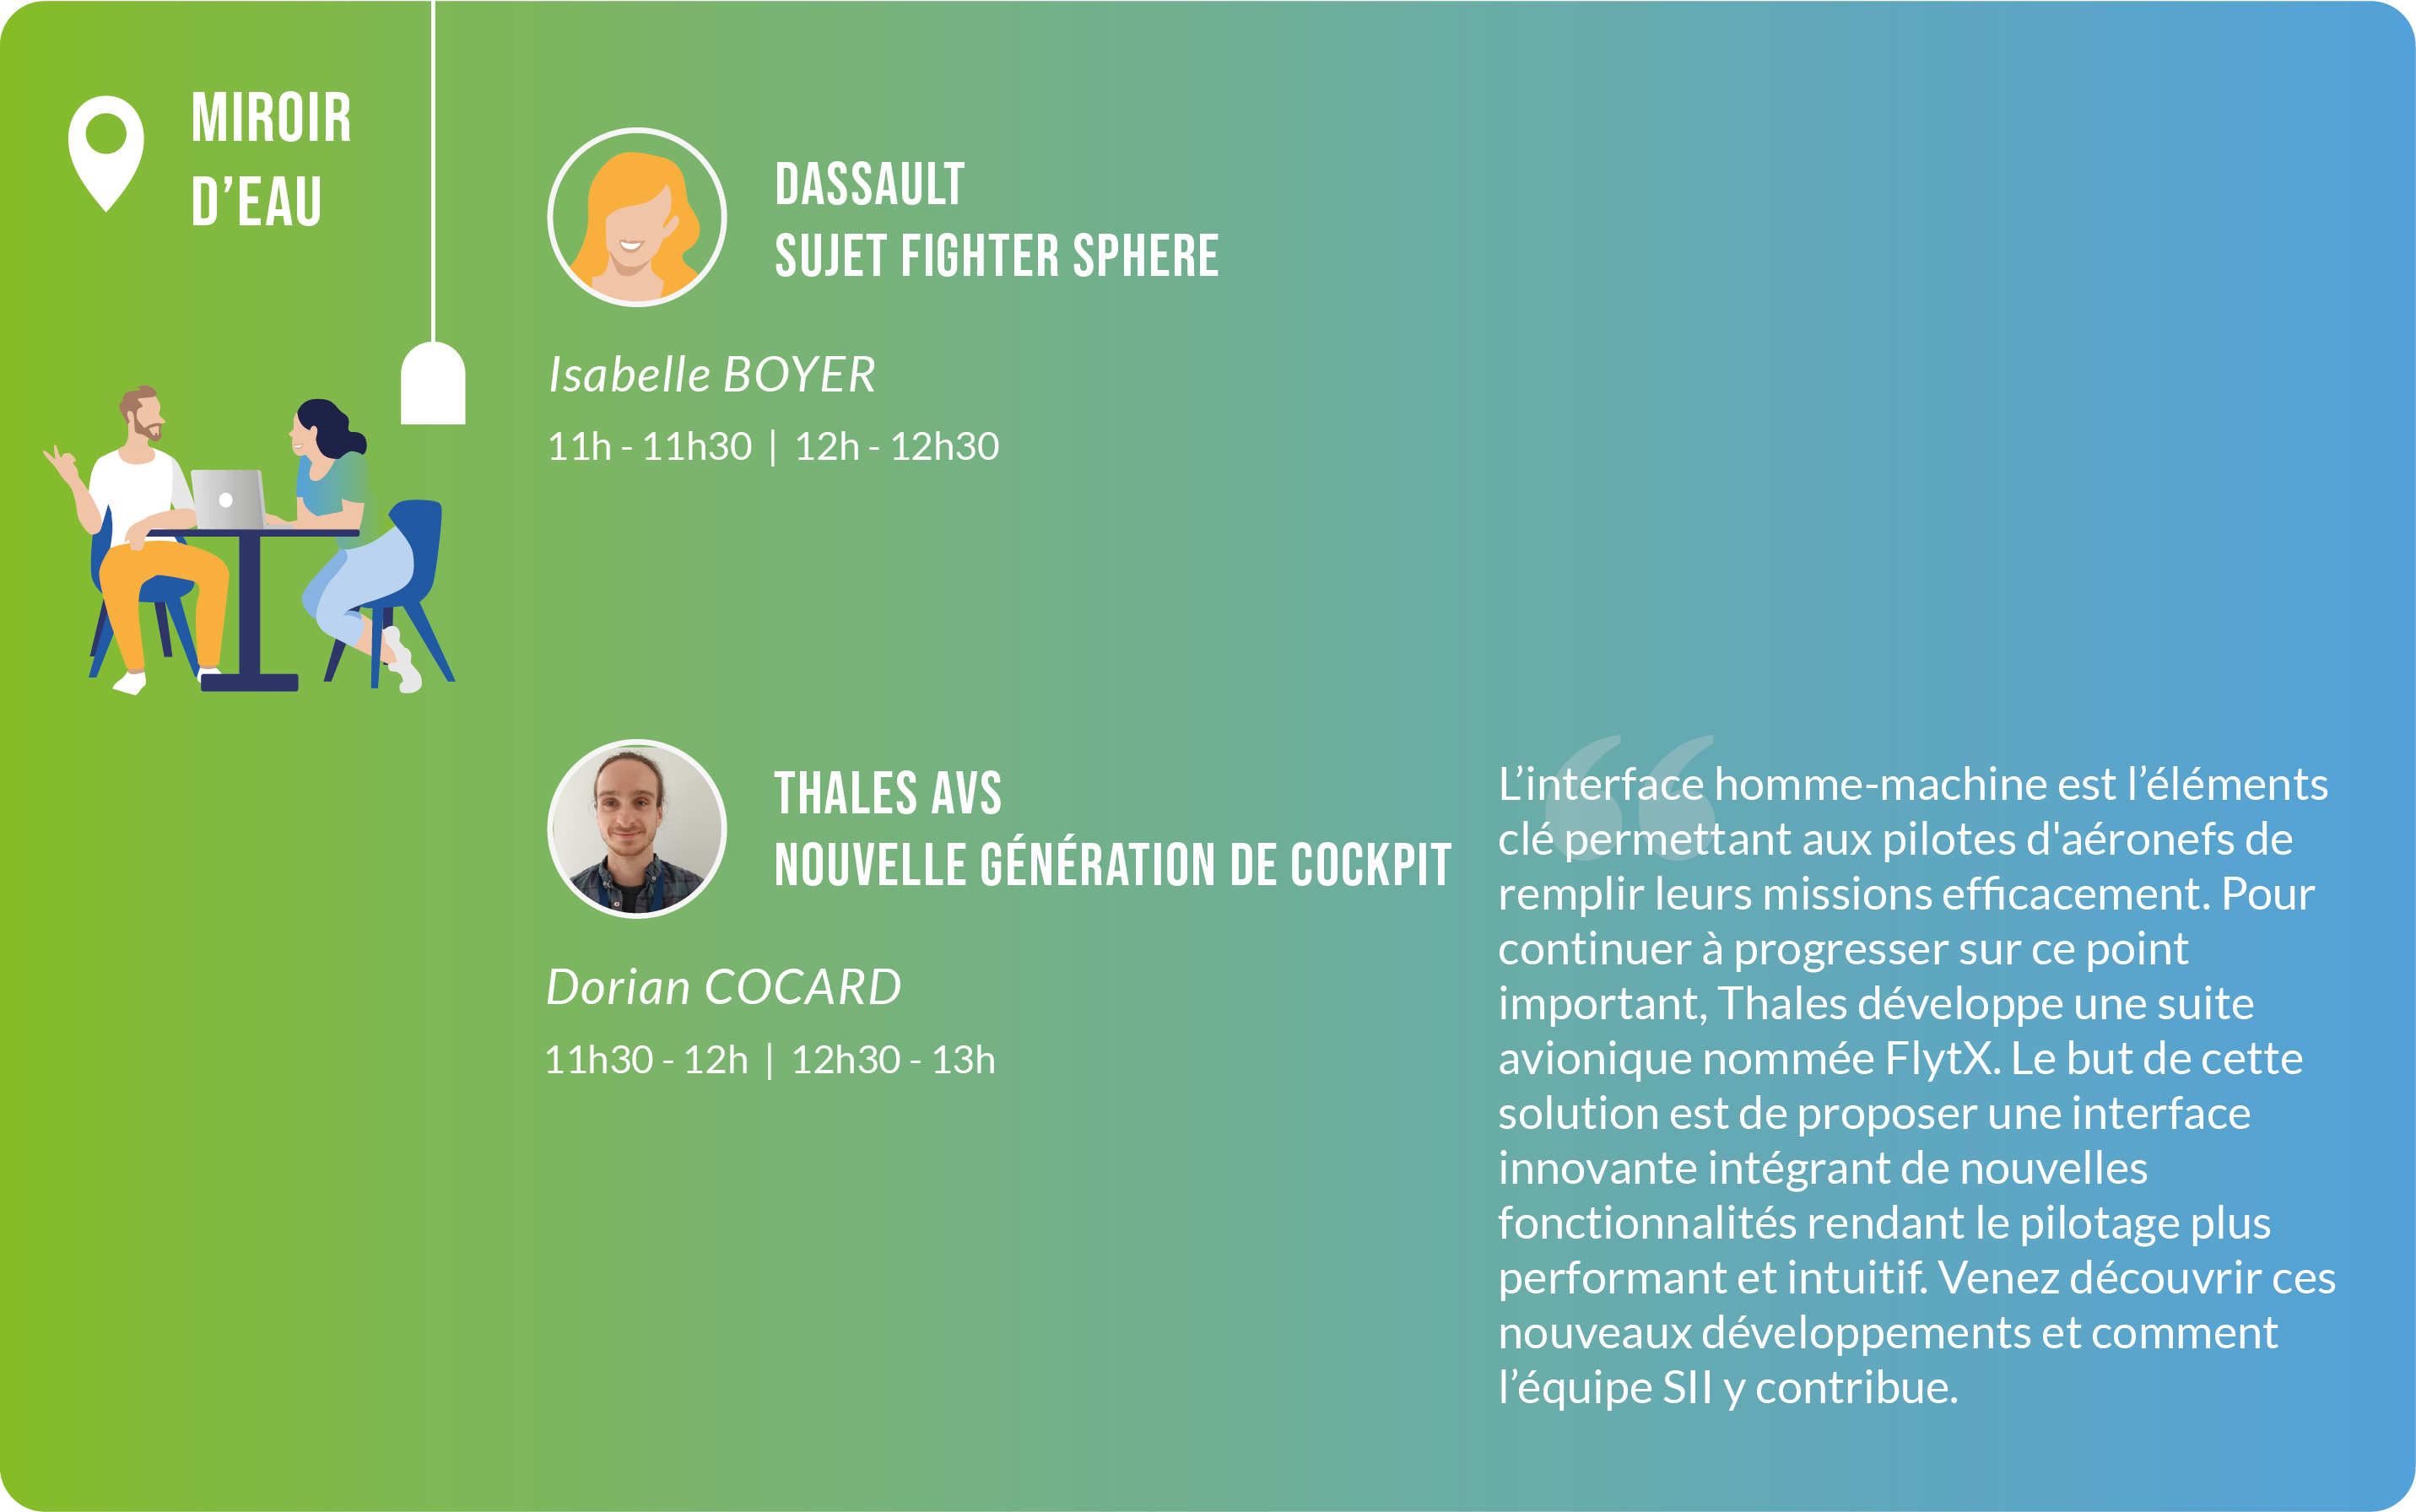 MIROIR
D’EAU
DASSAULT
SUJET FIGHTER SPHERE
Isabelle BOYER
11h - 11h30 | 12h - 12h30
THALES AVS
NOUVELLE GÉNÉRATION DE COCKPIT
Dorian COCARD
11h30 - 12h | 12h30 - 13h
“
L’interface homme-machine est l’éléments
clé permettant aux pilotes d'aéronefs de
remplir leurs missions efficacement. Pour
continuer à progresser sur ce point
important, Thales développe une suite
avionique nommée FlytX. Le but de cette
solution est de proposer une interface
innovante intégrant de nouvelles
fonctionnalités rendant le pilotage plus
performant et intuitif. Venez découvrir ces
nouveaux développements et comment
l’équipe SII y contribue.